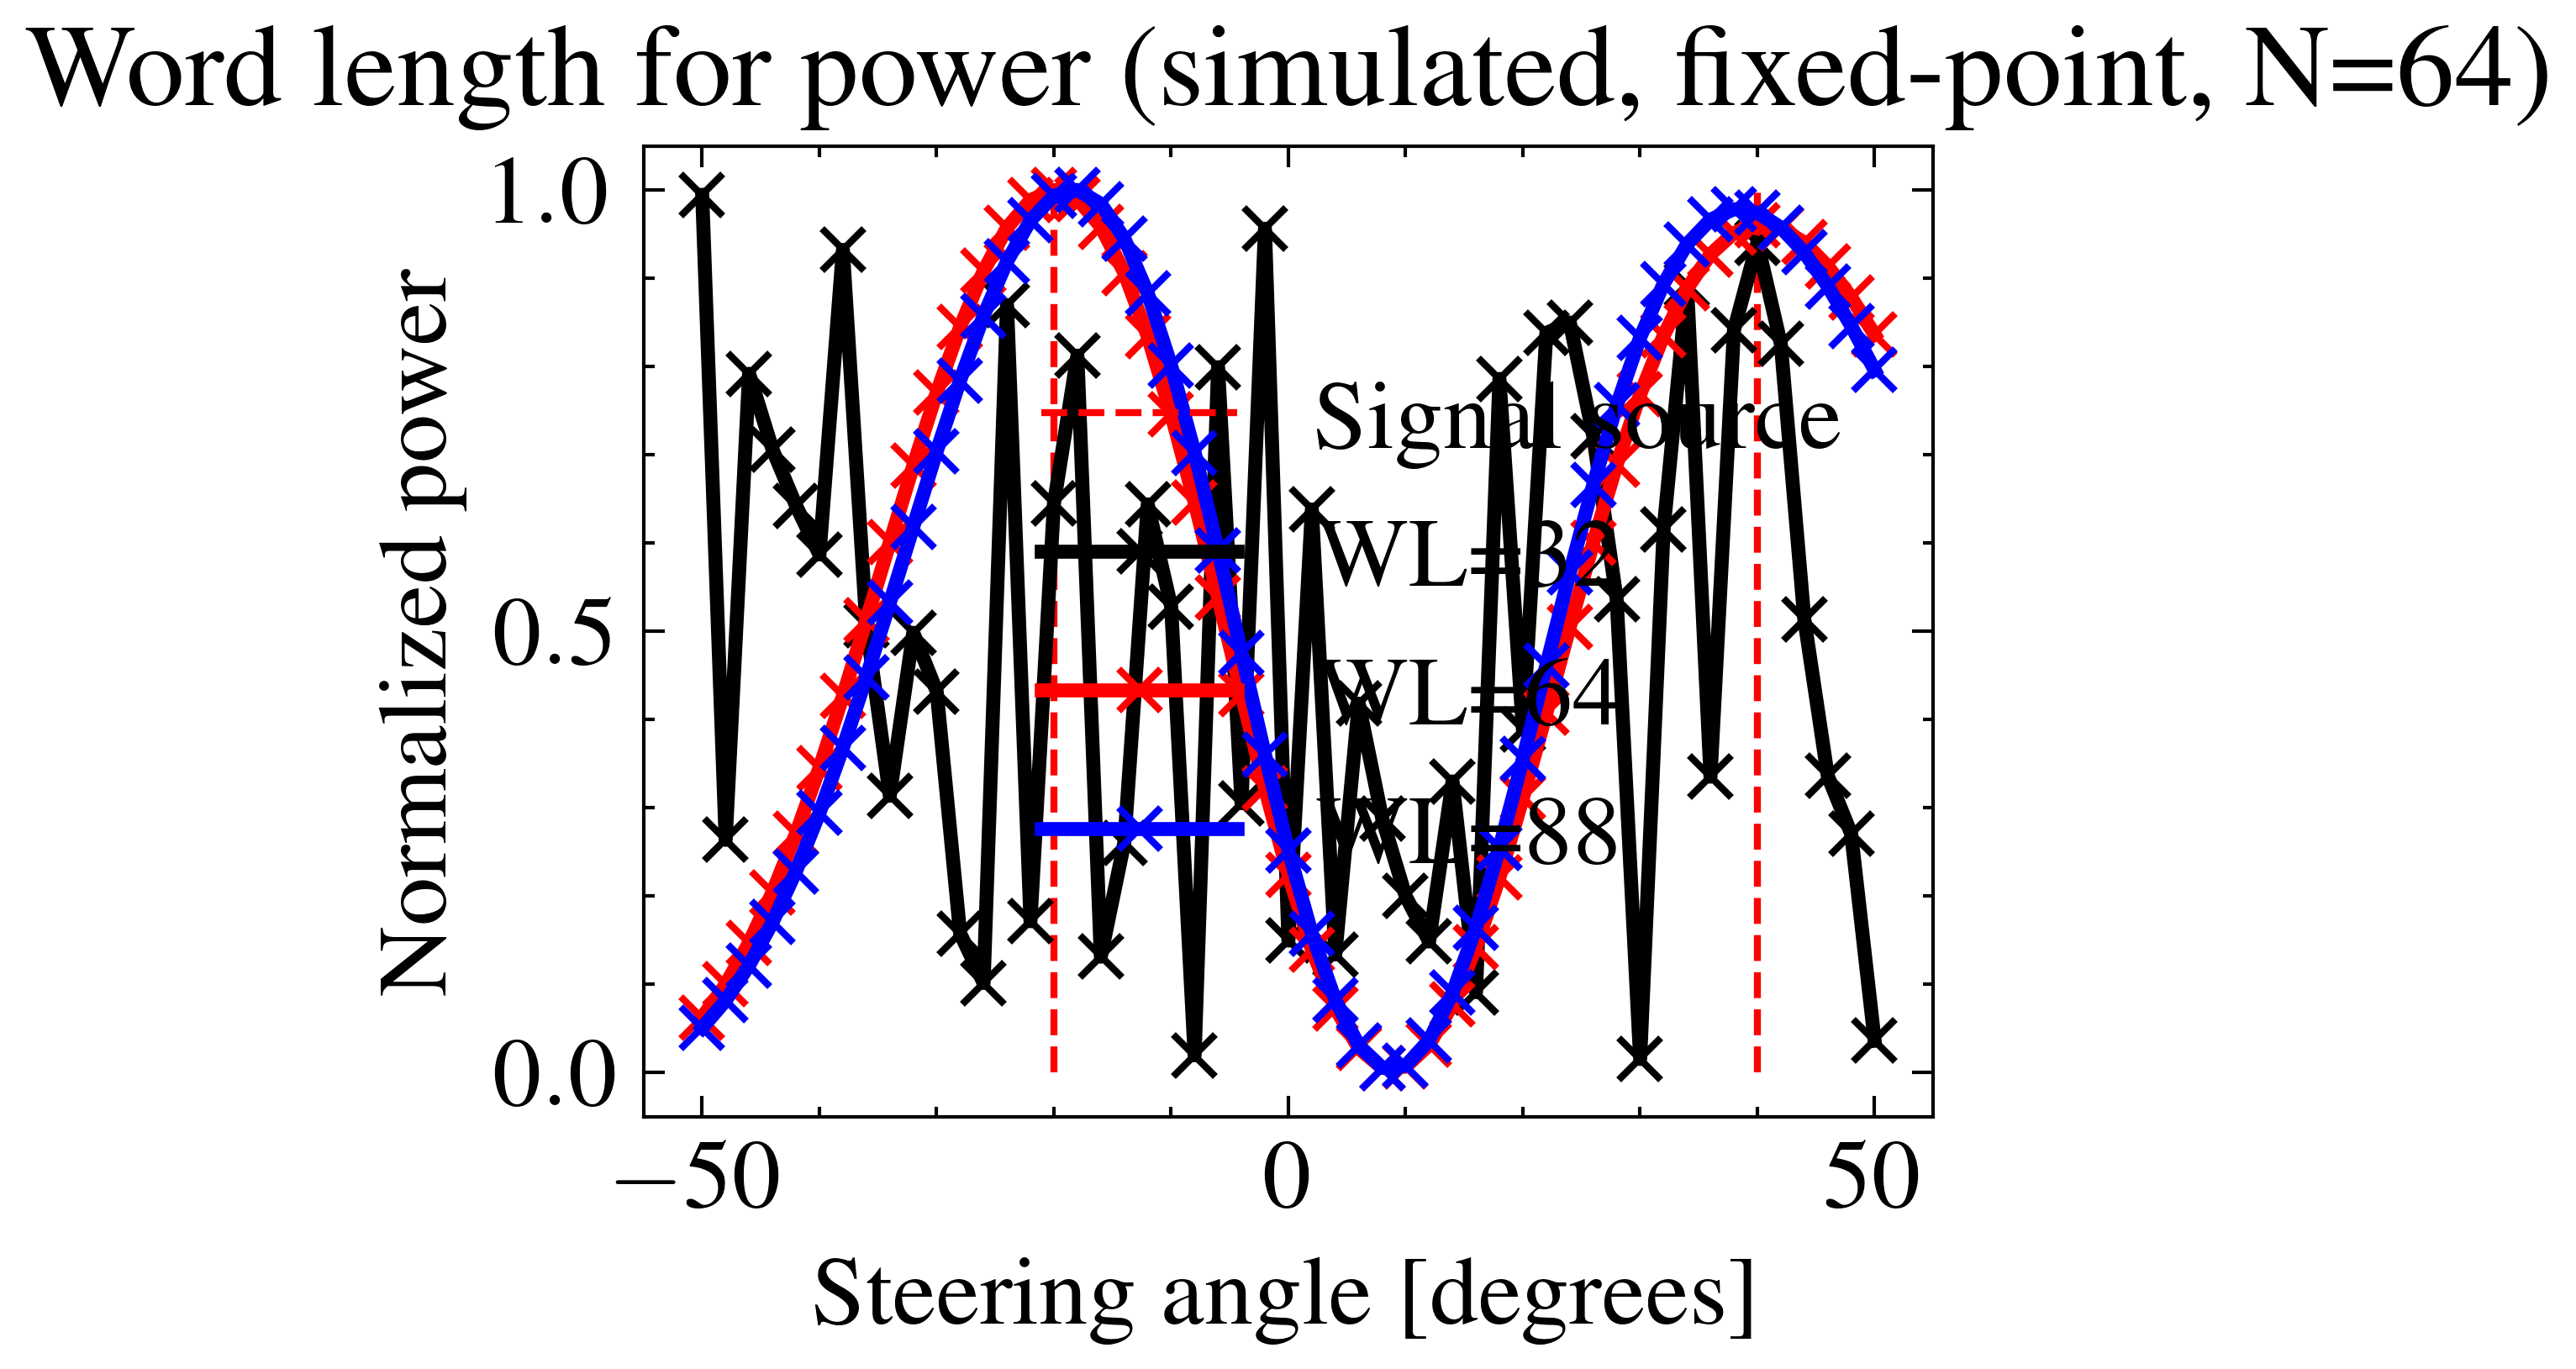 Word length for power (simulated, fixed-point, N=64)
Normalized power
1.0
0.5
0.0
Signal source
WL=32
WL=64
WL=88
−50
0
50
Steering angle [degrees]